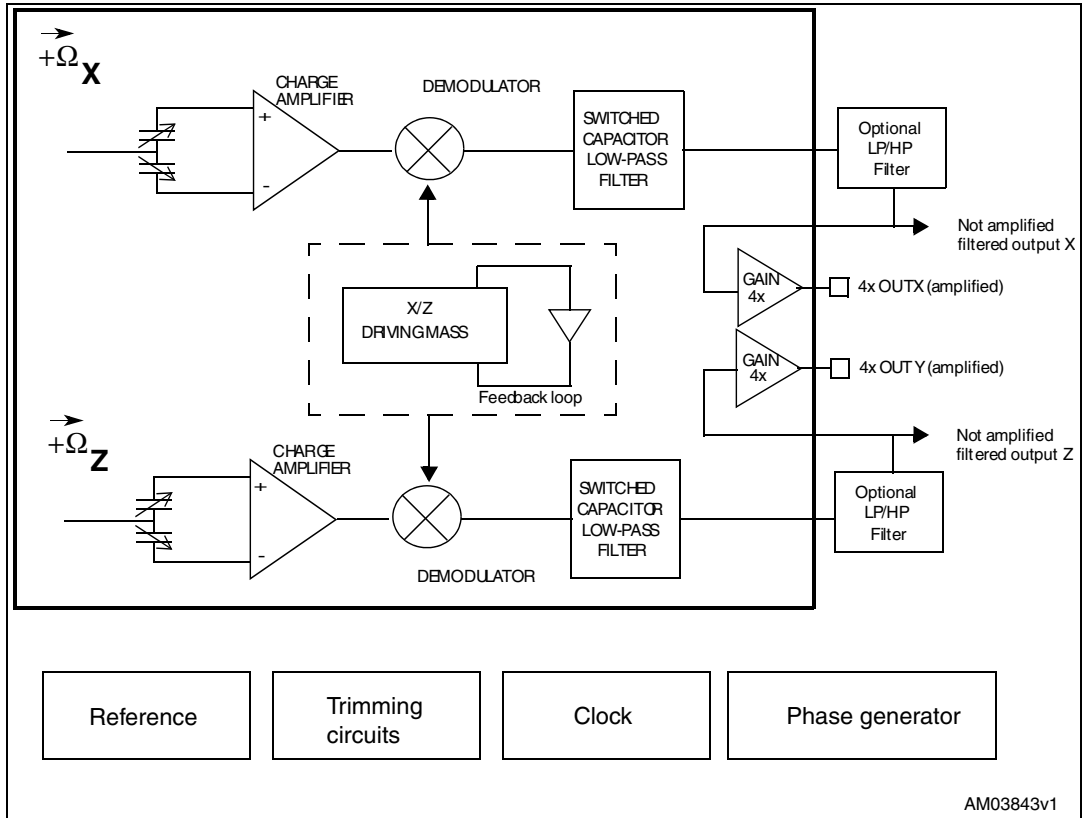 +Ω X
CHARGE
AMPLIFIER
DEMODULATOR
+
-
SWITCHED
CAPACITOR
LOW-PASS
FILTER
Optional
LP/HP
Filter
Not amplified
filtered output X
GAIN
4x
4x OUTX (amplified)
X/Z
DRIVING MASS
Feedback loop
GAIN
4x
4x OUTY (amplified)
+Ω Z
CHARGE
AMPLIFIER
+
-
DEMODULATOR
SWITCHED
CAPACITOR
LOW-PASS
FILTER
Not amplified
filtered output Z
Optional
LP/HP
Filter
Reference
Trimming
circuits
Clock
Phase generator
AM03843v1